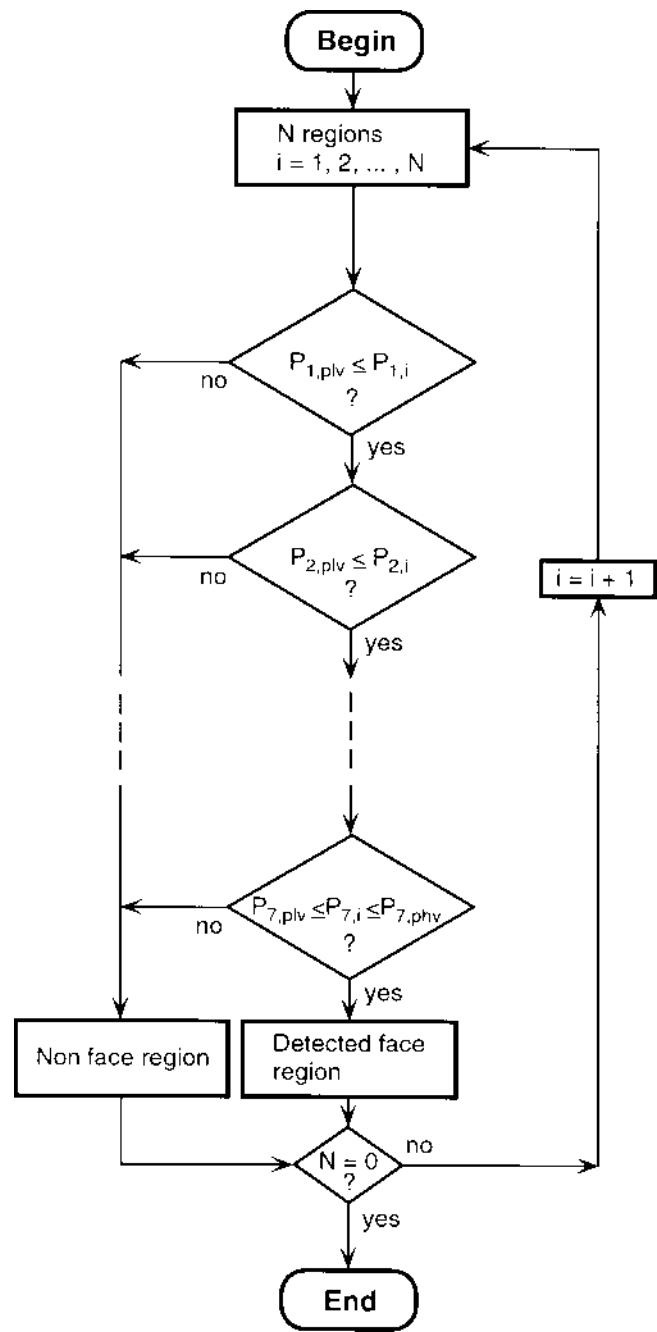 Begin
N regions
i = 1, 2, ... , N
P1,plv ≤ P1,i
?
no
yes
P2,plv ≤ P2,i
?
no
yes
i = i + 1
P7,plv ≤P7,i ≤P7,phv
?
no
yes
Non face region
Detected face
region
N = 0
?
no
yes
End